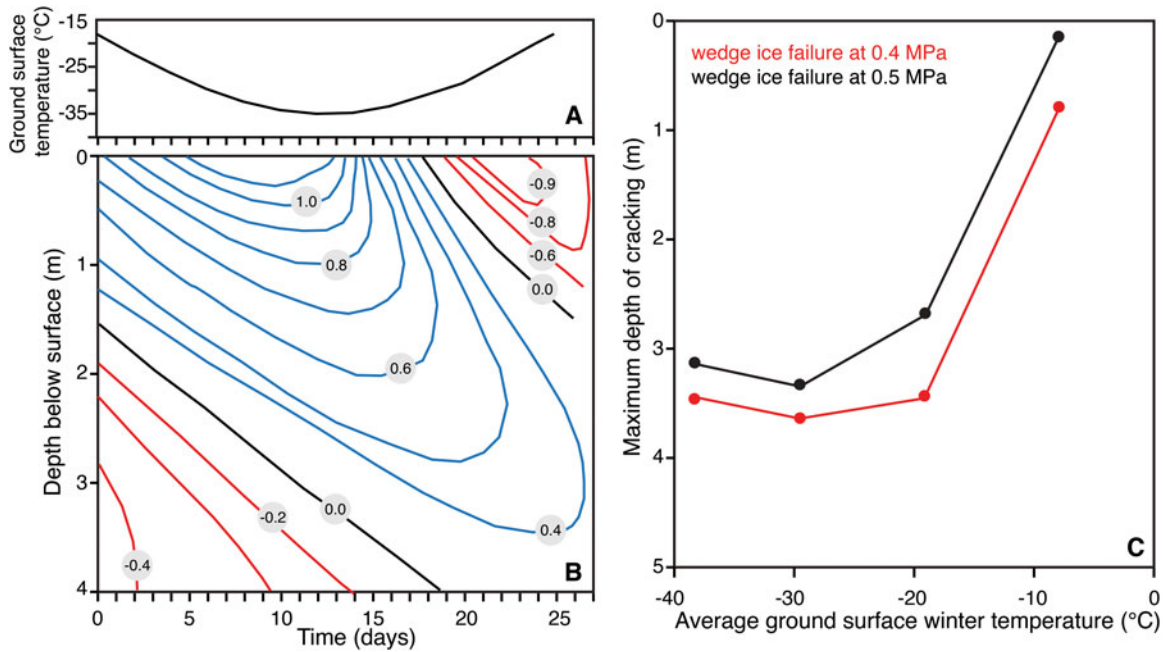 Ground surface
temperature (°C)
-15
-25
-35
A
Depth below surface (m)
0
1
2
3
4
1.0
0.8
0.6
0.4
0.0
-0.2
-0.4
-0.9
-0.8
-0.6
0.0
B
0 5 10 15 20 25
Time (days)
wedge ice failure at 0.4 MPa
wedge ice failure at 0.5 MPa
Maximum depth of cracking (m)
0
1
2
3
4
5
C
-40 -30 -20 -10 0
Average ground surface winter temperature (°C)